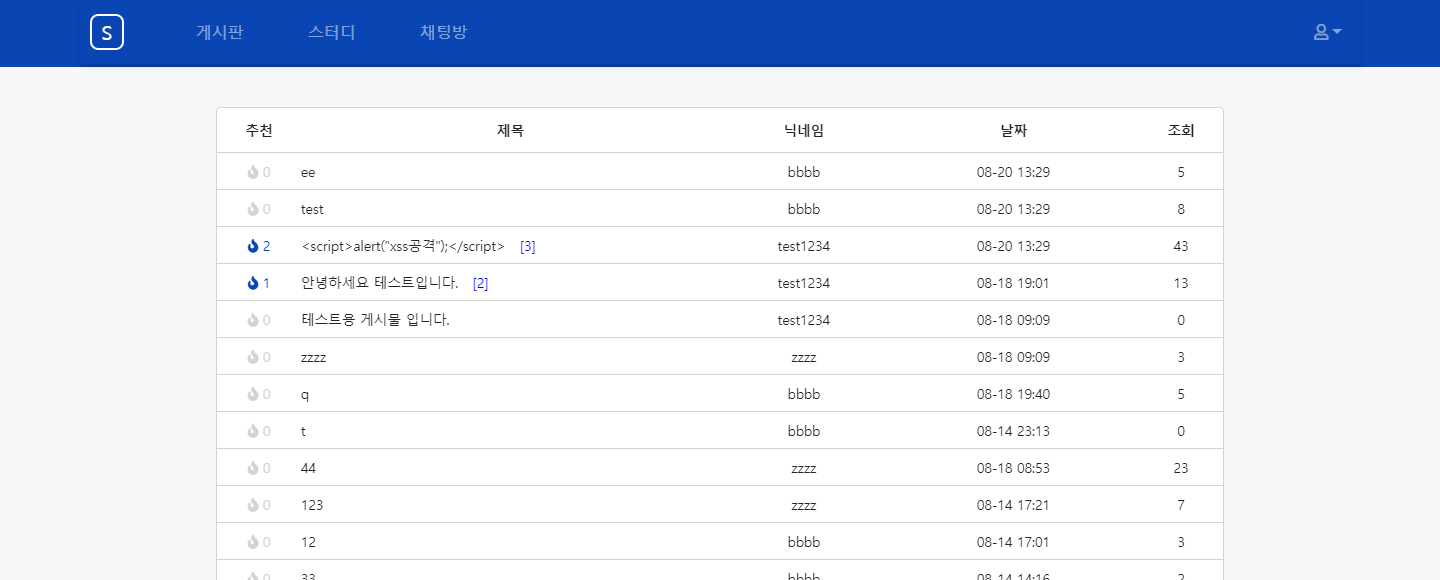 S 게시판 스터디 채팅방
추천 제목 닉네임 날짜 조회
0 ee bbbb 08-20 13:29 5
0 test bbbb 08-20 13:29 8
2 <script>alert("xss공격");</script> [3] test1234 08-20 13:29 43
1 안녕하세요 테스트입니다. [2] test1234 08-18 19:01 13
0 테스트용 게시물 입니다. test1234 08-18 09:09 0
0 zzzz zzzz 08-18 09:09 3
0 q bbbb 08-18 19:40 5
0 t bbbb 08-14 23:13 0
0 44 zzzz 08-18 08:53 23
0 123 zzzz 08-14 17:21 7
0 12 bbbb 08-14 17:01 3
0 33 bbbb 08-14 14:16 2